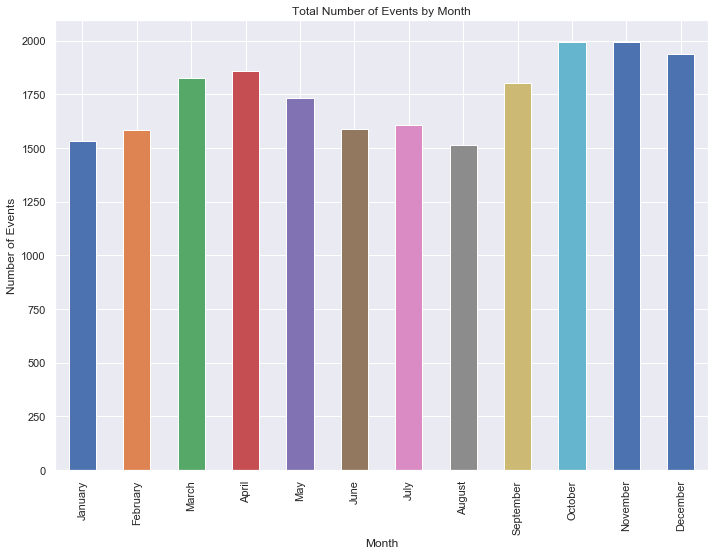 Total Number of Events by Month
Number of Events
2000
1750
1500
1250
1000
750
500
250
0
January
February
March
April
May
June
July
August
September
October
November
December
Month